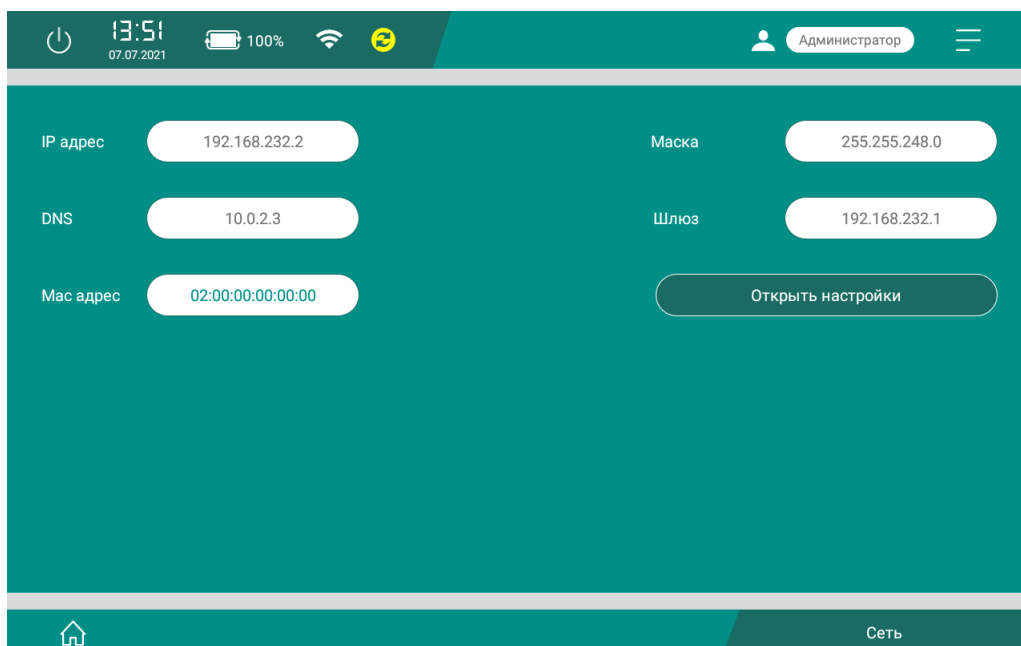 13:51
07.07.2021
100%
Администратор
IP адрес 192.168.232.2
Маска 255.255.248.0
DNS 10.0.2.3
Шлюз 192.168.232.1
Мас адрес 02:00:00:00:00:00
Открыть настройки
Сеть